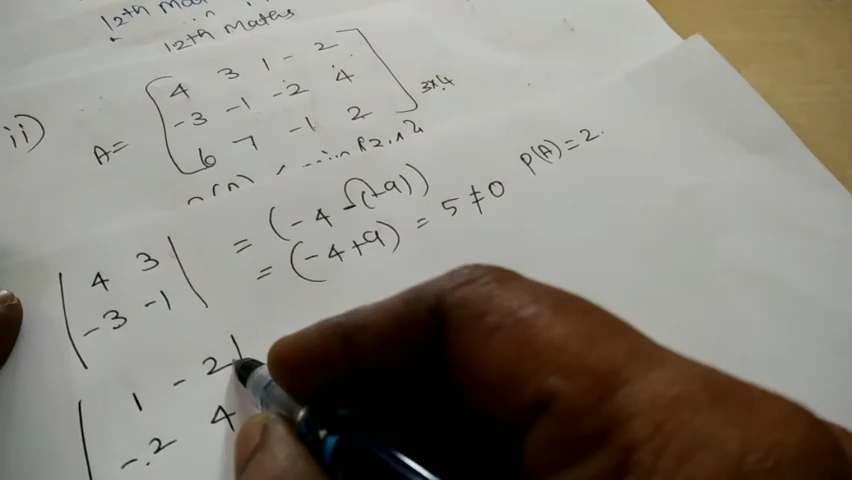 12th
12th Maths
ii) A= [4 3 1 -2
-3 -1 -2 4
6 7 -1 2] 3×4
|4 3
-3 -1| = (-4 -(-9))
= (-4+9) = 5 ≠ 0 P(A)=2.
|1 -2
-2 4|